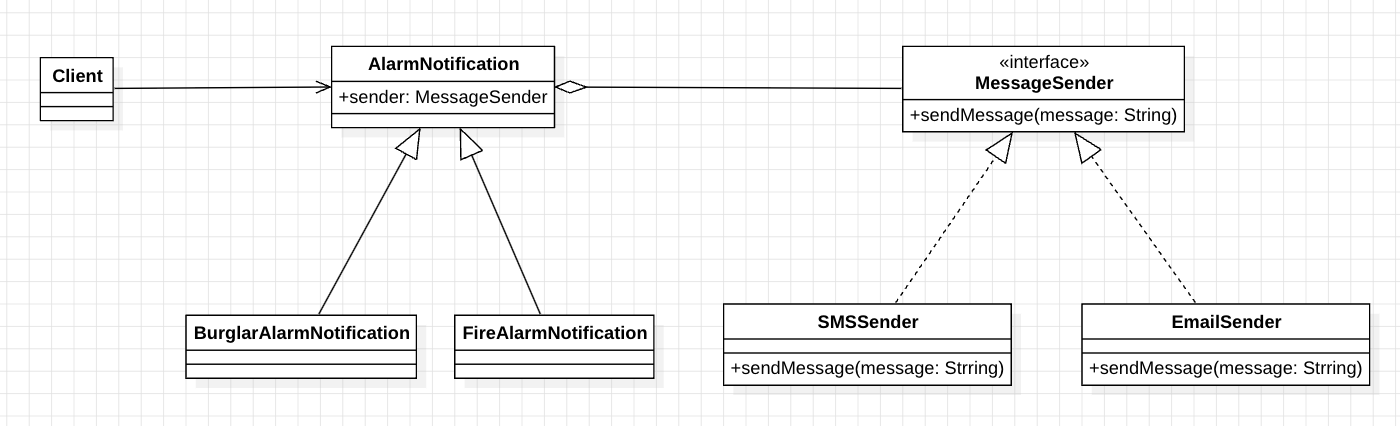 Client
AlarmNotification
+sender: MessageSender
«interface»
MessageSender
+sendMessage(message: String)
BurglarAlarmNotification
FireAlarmNotification
SMSSender
+sendMessage(message: Strring)
EmailSender
+sendMessage(message: Strring)